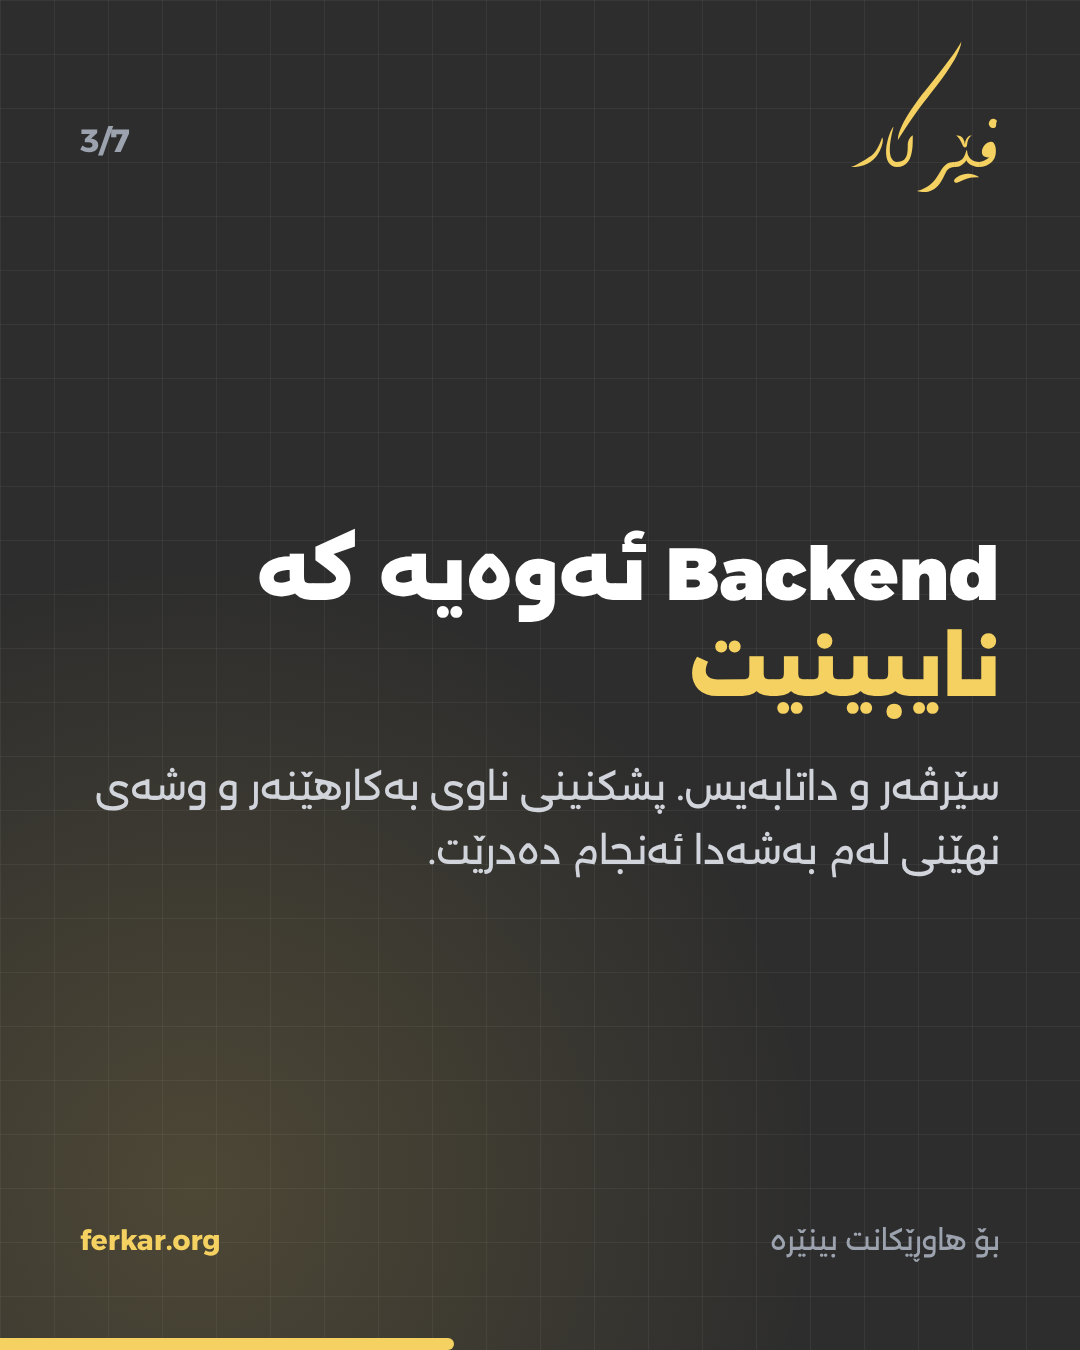 فێرکار
3/7
Backend ئەوەیە کە
نایبینیت
سێرڤەر و داتابەیس. پشکنینی ناوی بەکارهێنەر و وشەی
نهێنی لەم بەشەدا ئەنجام دەدرێت.
بۆ هاوڕێکانت بینێرە
ferkar.org